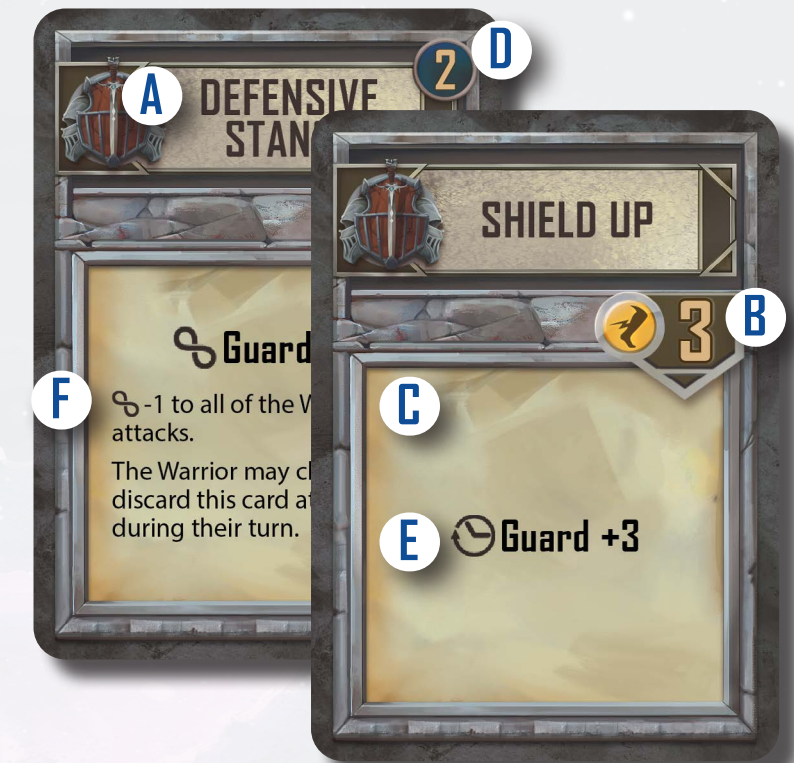 A
DEFENSIVE
2
D
SHIELD UP
3
B
Guard
F
-1 to all of the
attacks.
The Warrior may
discard this card
during their turn.
C
E
Guard +3